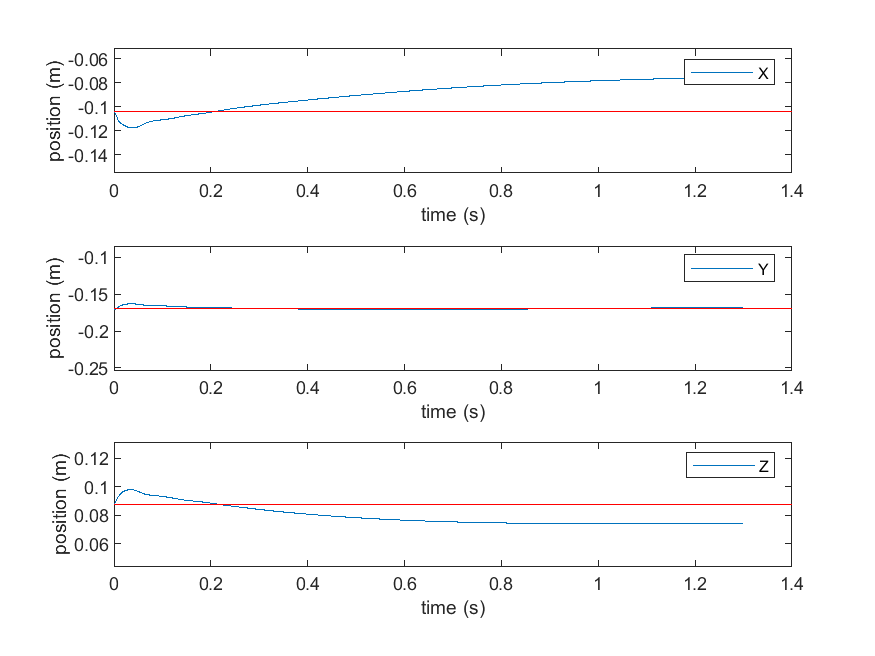 -0.06
-0.08
-0.1
-0.12
-0.14
position (m)
X
0 0.2 0.4 0.6 0.8 1 1.2 1.4
time (s)
-0.1
-0.15
-0.2
-0.25
position (m)
Y
0 0.2 0.4 0.6 0.8 1 1.2 1.4
time (s)
0.12
0.1
0.08
0.06
position (m)
Z
0 0.2 0.4 0.6 0.8 1 1.2 1.4
time (s)